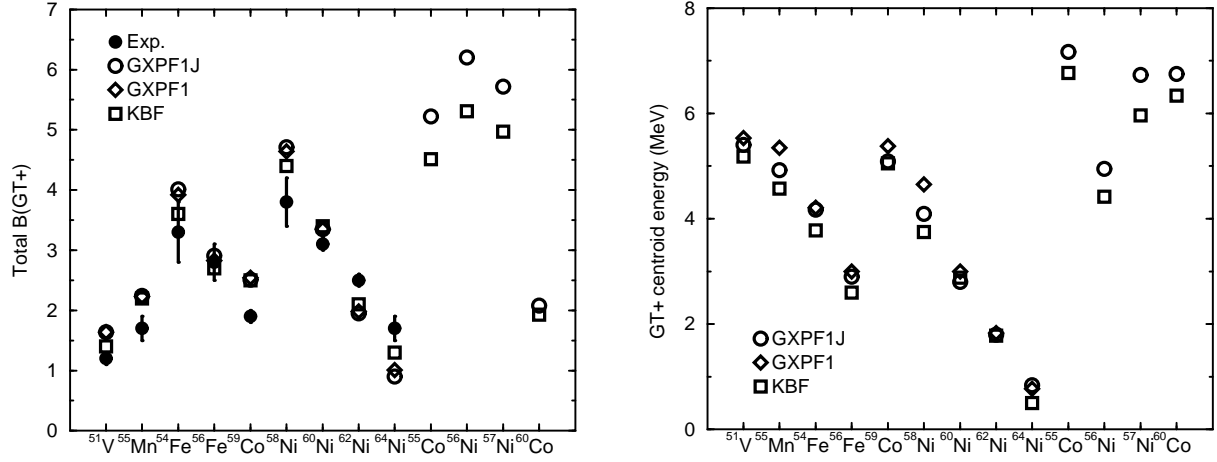 Total B(GT+)
7
6
5
4
3
2
1
0
Exp.
GXPF1J
GXPF1
KBF
⁵¹V ⁵⁵Mn ⁵⁴Fe ⁵⁶Fe ⁵⁹Co ⁵⁸Ni ⁶⁰Ni ⁶²Ni ⁶⁴Ni ⁵⁵Co ⁵⁶Ni ⁵⁷Ni ⁶⁰Co
GT+ centroid energy (MeV)
8
6
4
2
0
GXPF1J
GXPF1
KBF
⁵¹V ⁵⁵Mn ⁵⁴Fe ⁵⁶Fe ⁵⁹Co ⁵⁸Ni ⁶⁰Ni ⁶²Ni ⁶⁴Ni ⁵⁵Co ⁵⁶Ni ⁵⁷Ni ⁶⁰Co